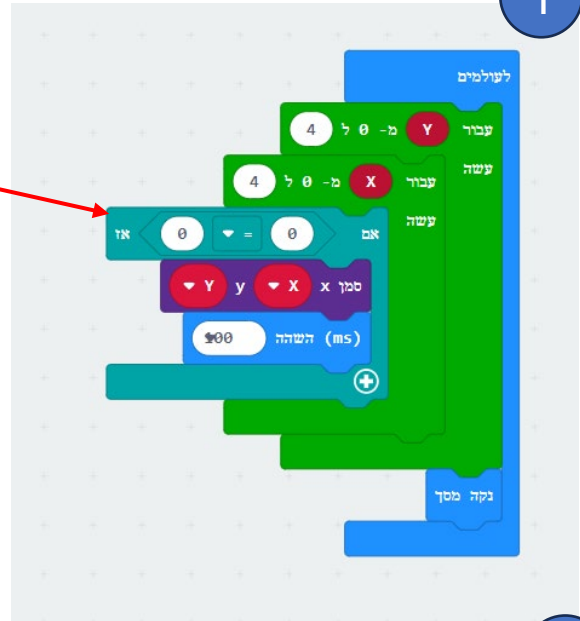 1
לעולמים
עבור Y מ- 0 ל 4
עשה
עבור X מ- 0 ל 4
עשה
אם 0 = 0 אז
סמן x X y Y
השהה (ms) 100
נקה מסך